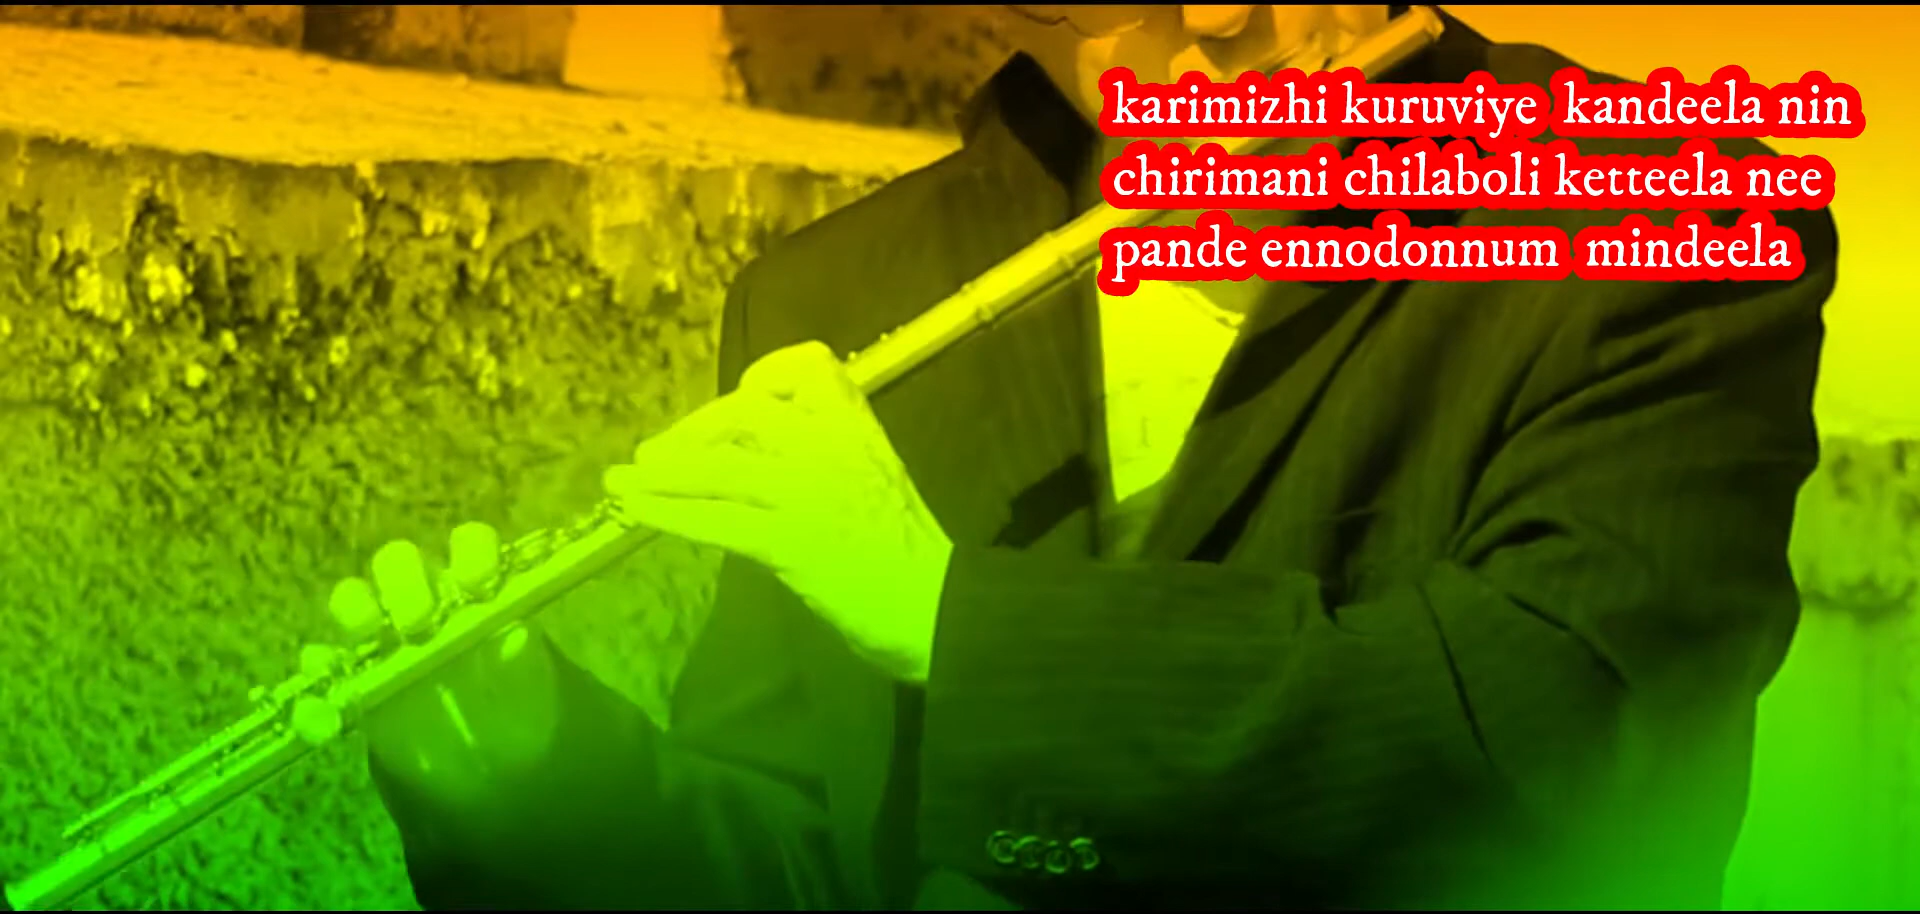 karimizhi kuruviye kandeela nin
chirimani chilaboli ketteela nee
pande ennodonnum mindeela